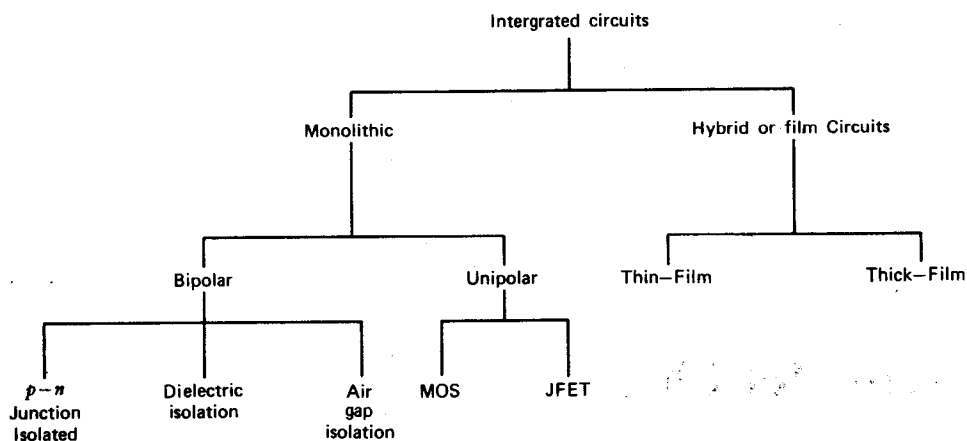 Intergrated circuits
Monolithic
Hybrid or film Circuits
Bipolar
Unipolar
Thin–Film
Thick–Film
p–n
Junction
Isolated
Dielectric
isolation
Air
gap
isolation
MOS
JFET